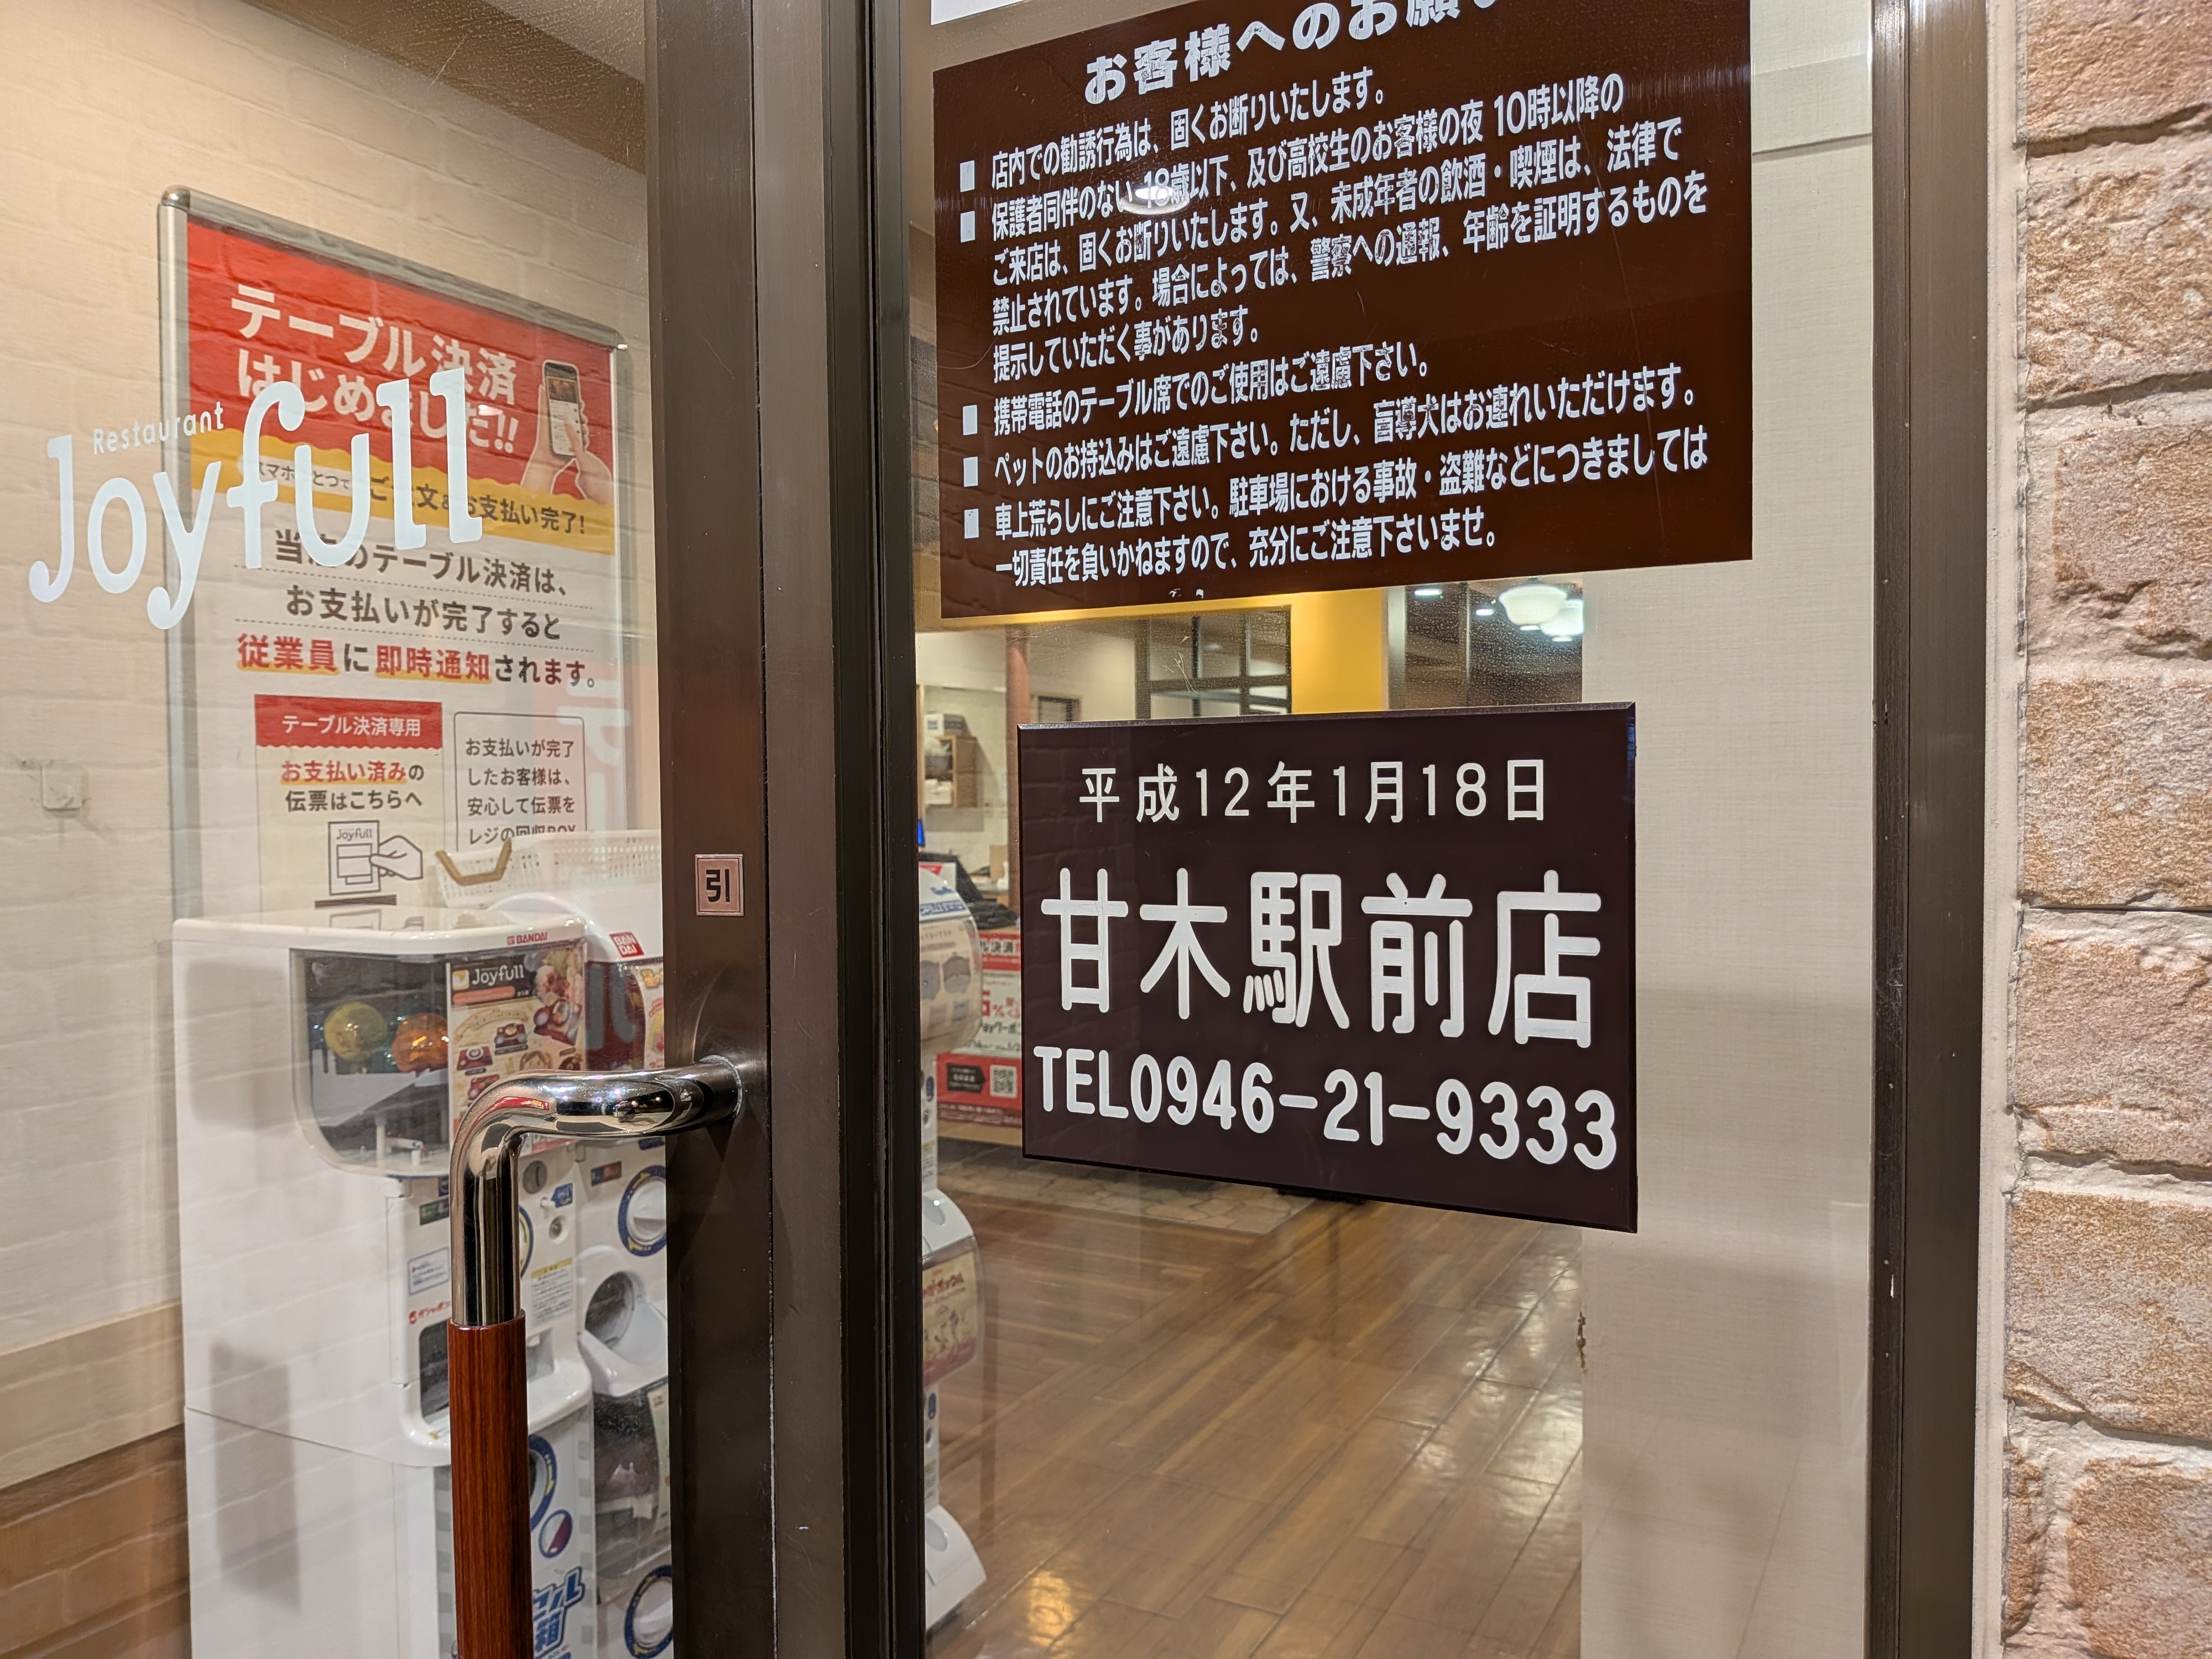 お客様へのお願い
■ 店内での勧誘行為は、固くお断りいたします。
■ 保護者同伴のない 18歳以下、及び高校生のお客様の夜 10時以降の
ご来店は、固くお断りいたします。又、未成年者の飲酒・喫煙は、法律で
禁止されています。場合によっては、警察への通報、年齢を証明するものを
提示していただく事があります。
■ 携帯電話のテーブル席でのご使用はご遠慮下さい。
■ ペットのお持込みはご遠慮下さい。ただし、盲導犬はお連れいただけます。
■ 車上荒らしにご注意下さい。駐車場における事故・盗難などにつきましては
一切責任を負いかねますので、充分にご注意下さいませ。
平成12年1月18日
甘木駅前店
TEL0946-21-9333
引
Restaurant
Joyfull
テーブル決済
はじめました!!
お支払い完了!
テーブル決済は、
お支払いが完了すると
従業員に即時通知されます。
テーブル決済専用
お支払い済みの
伝票はこちらへ
Joyfull
お支払いが完了
したお客様は、
安心して伝票を
レジの回収BOX
BANDAI
BANDAI
Joyfull